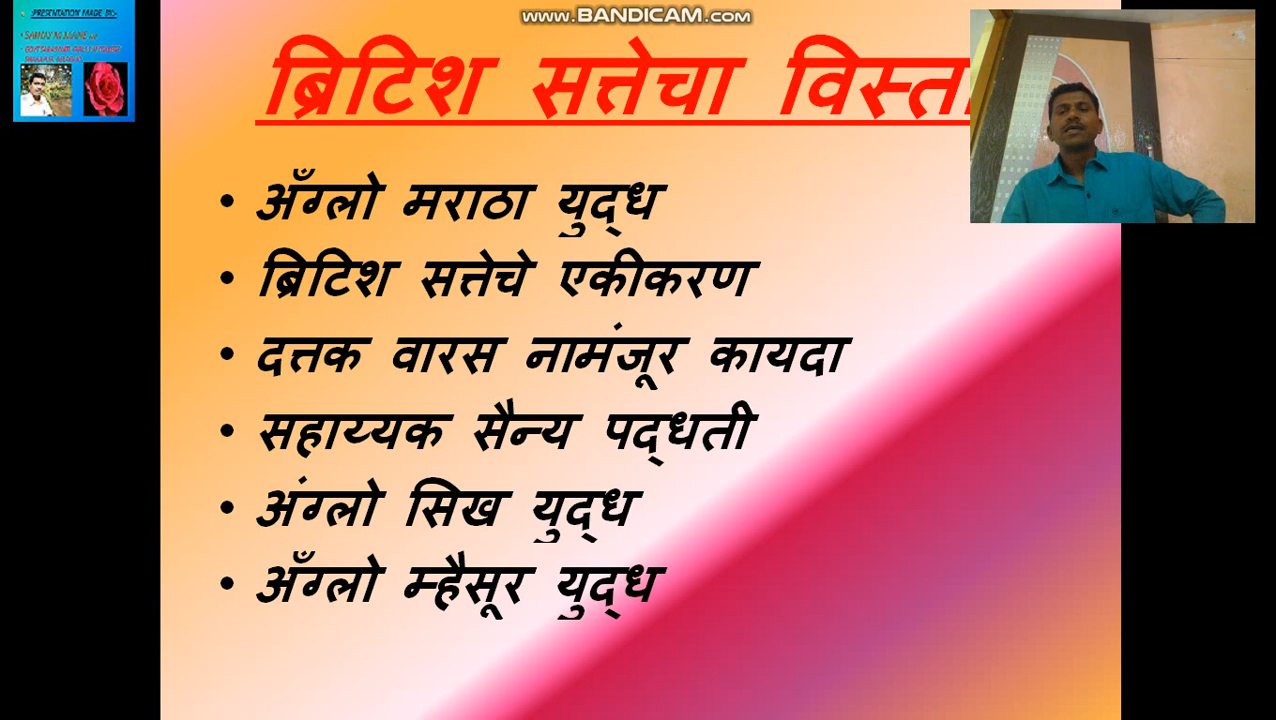 www.BANDICAM.com
PRESENTATION MADE BY:-
ब्रिटिश सत्तेचा
• अँग्लो मराठा युद्ध
• ब्रिटिश सत्तेचे एकीकरण
• दत्तक वारस नामंजूर कायदा
• सहाय्यक सैन्य पद्धती
• अंग्लो सिख युद्ध
• अँग्लो म्हैसूर युद्ध